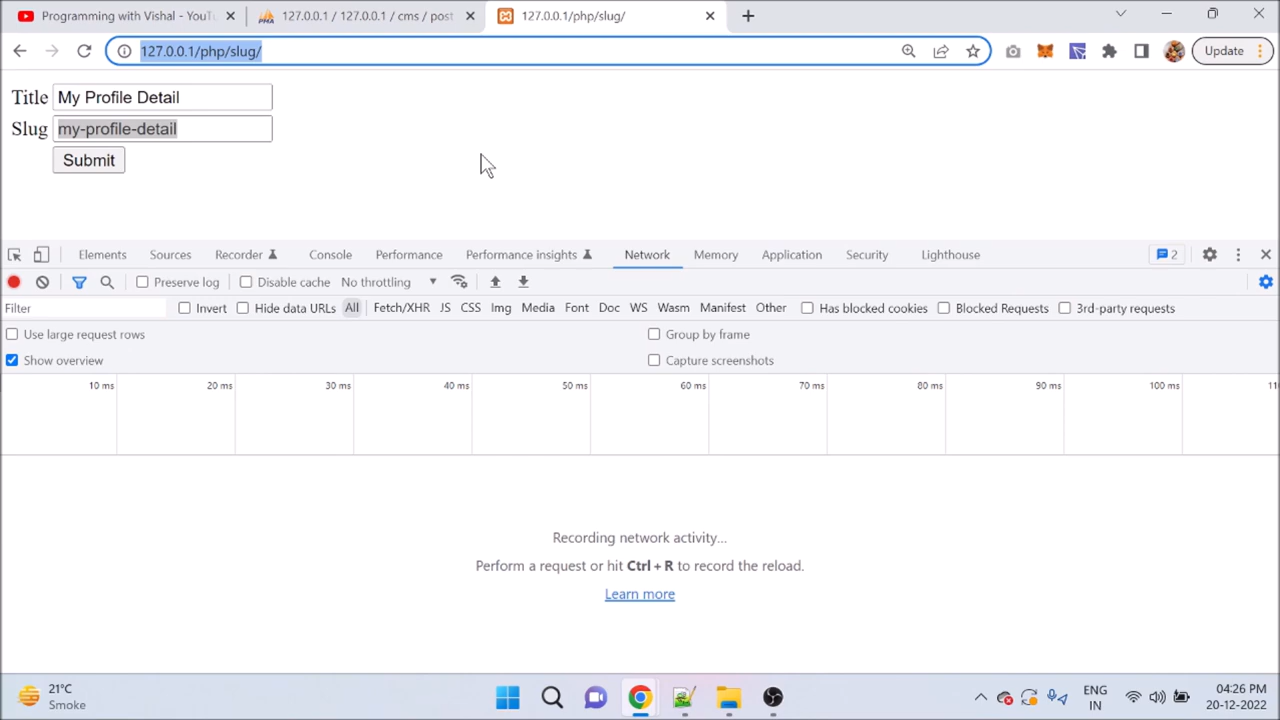 Programming with Vishal - YouTu
127.0.0.1 / 127.0.0.1 / cms / post
127.0.0.1/php/slug/
127.0.0.1/php/slug/
Update
Title My Profile Detail
Slug my-profile-detail
Submit
Elements Sources Recorder Console Performance Performance insights Network Memory Application Security Lighthouse 2
Preserve log Disable cache No throttling
Filter Invert Hide data URLs All Fetch/XHR JS CSS Img Media Font Doc WS Wasm Manifest Other Has blocked cookies Blocked Requests 3rd-party requests
Use large request rows Group by frame
Show overview Capture screenshots
10 ms 20 ms 30 ms 40 ms 50 ms 60 ms 70 ms 80 ms 90 ms 100 ms 11
Recording network activity...
Perform a request or hit Ctrl + R to record the reload.
Learn more
21°C
Smoke
ENG
IN
04:26 PM
20-12-2022